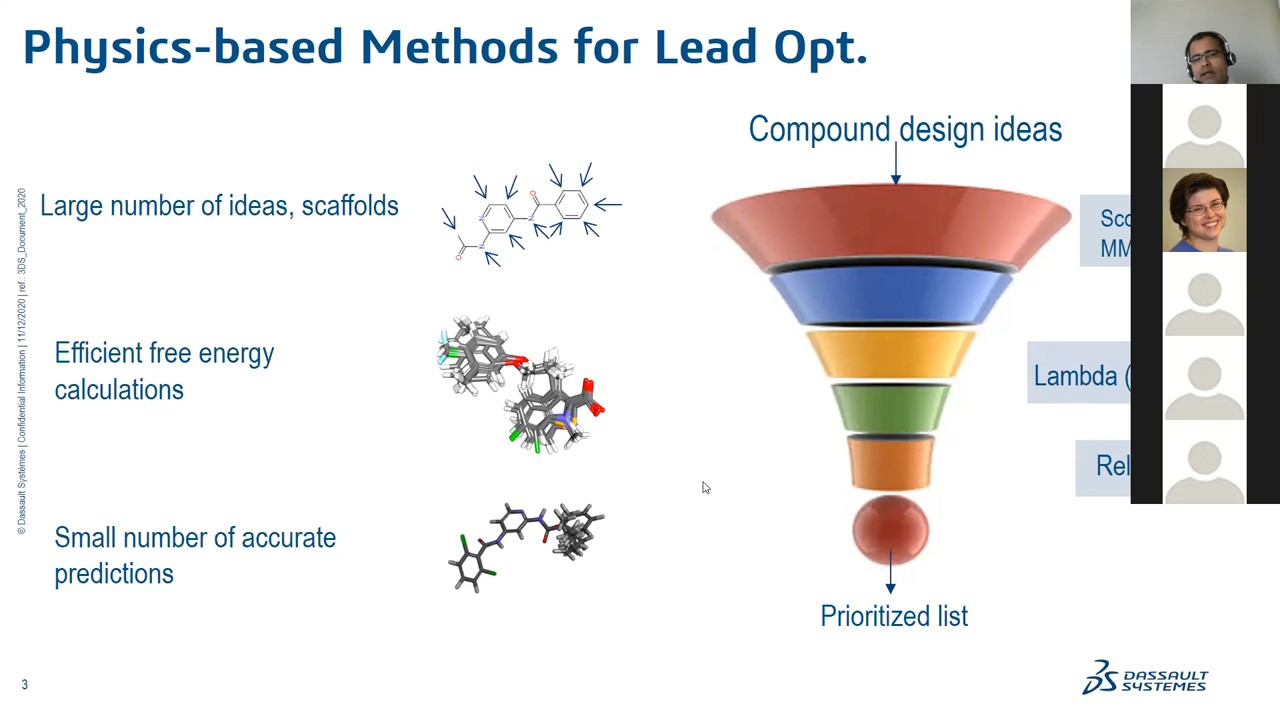 Physics-based Methods for Lead Opt.
Compound design ideas
Large number of ideas, scaffolds
Efficient free energy
calculations
Lambda (
Small number of accurate
predictions
Prioritized list
© Dassault Systèmes | Confidential Information | 11/12/2020 | ref.: 3DS_Document_2020
3
DASSAULT
SYSTEMES